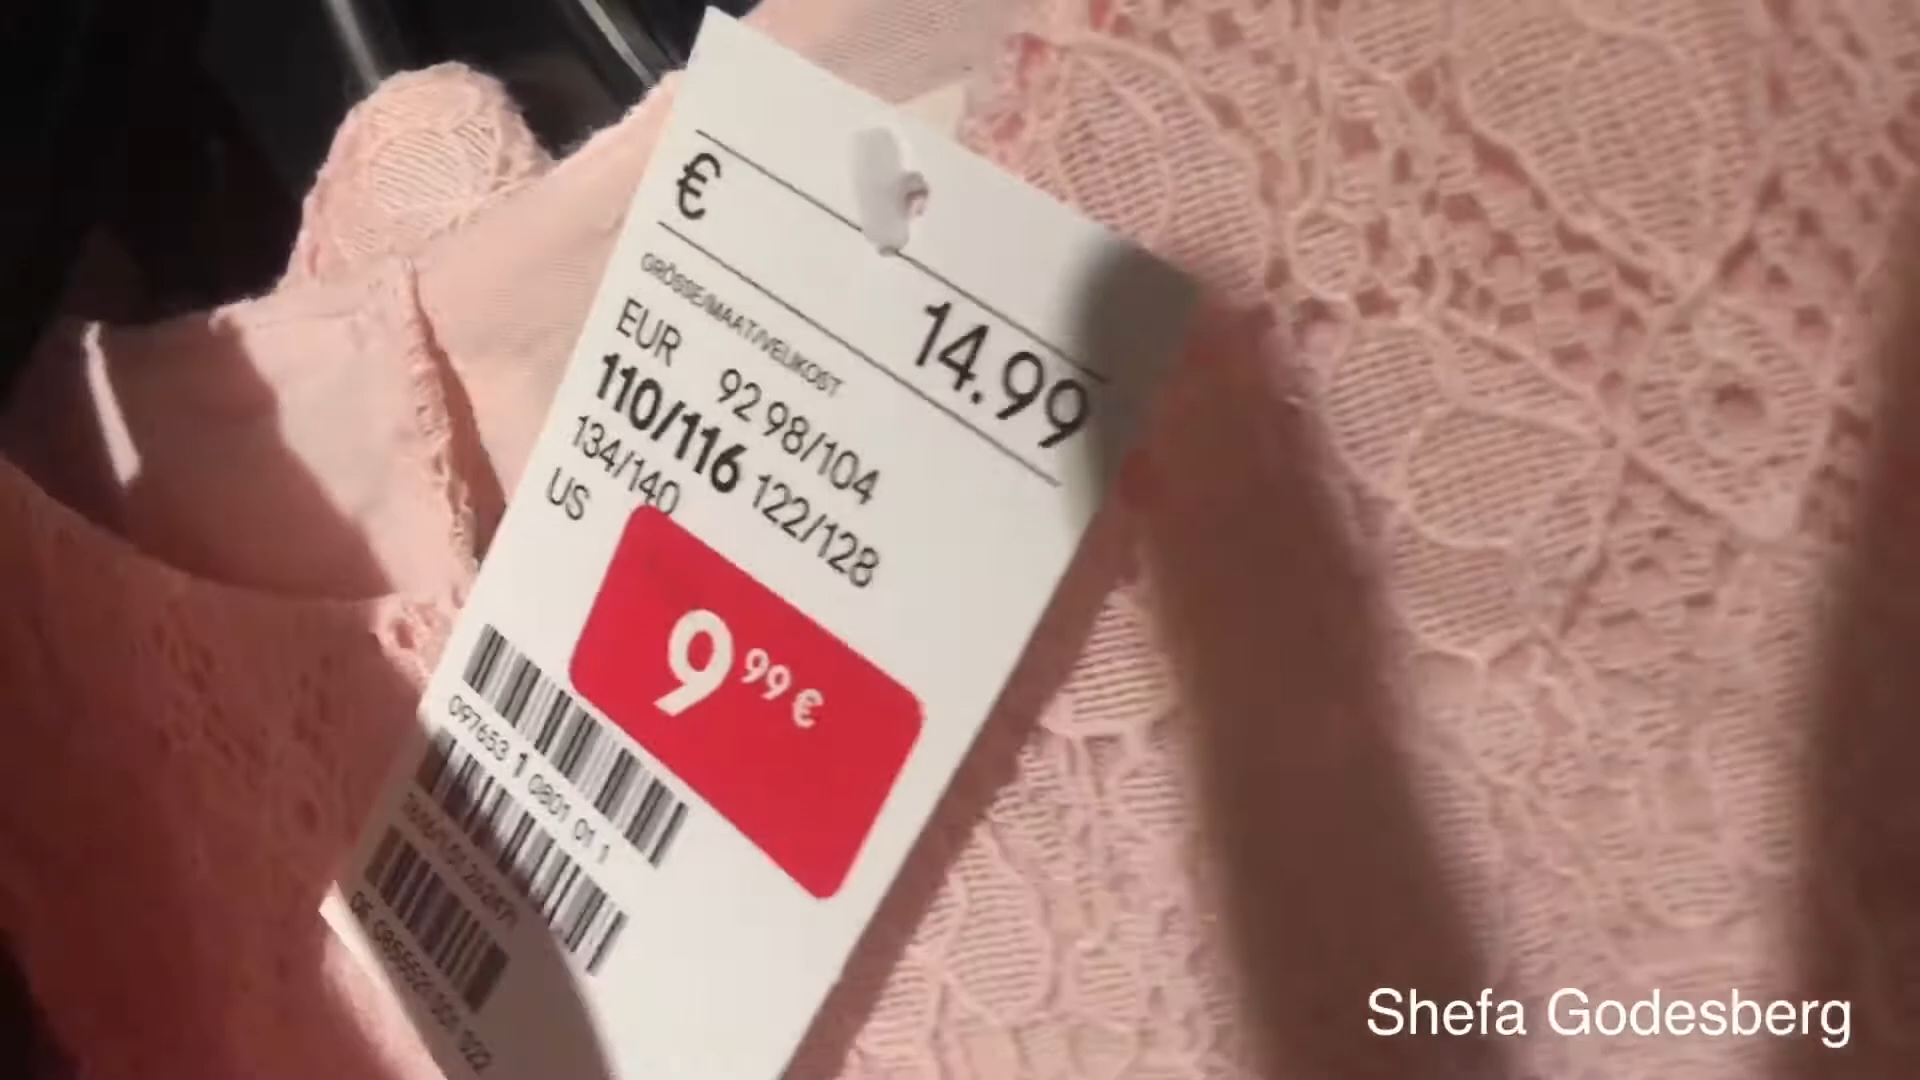 € 14.99
GRÖSSE/MAAT/VELIKOST
EUR 92 98/104
110/116 122/128
134/140
US
9 99 €
097653 1 0801 01 1
Shefa Godesberg